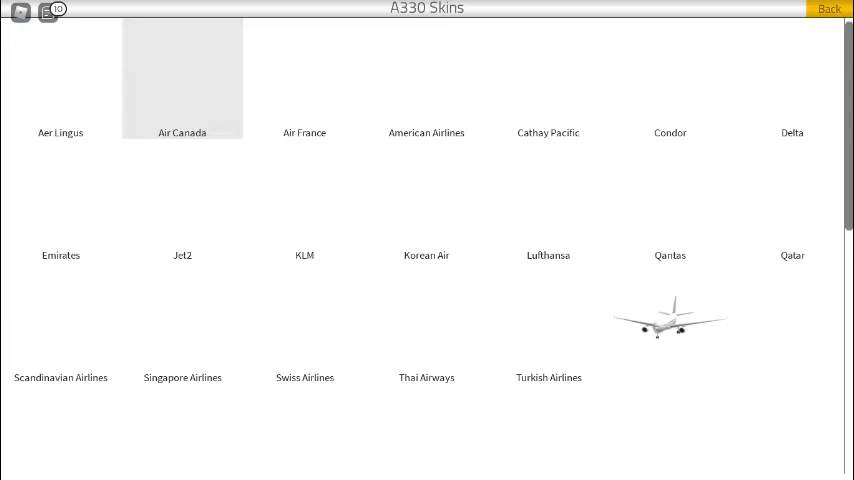 10
A330 Skins
Back
Aer Lingus
Air Canada
Air France
American Airlines
Cathay Pacific
Condor
Delta
Emirates
Jet2
KLM
Korean Air
Lufthansa
Qantas
Qatar
Scandinavian Airlines
Singapore Airlines
Swiss Airlines
Thai Airways
Turkish Airlines